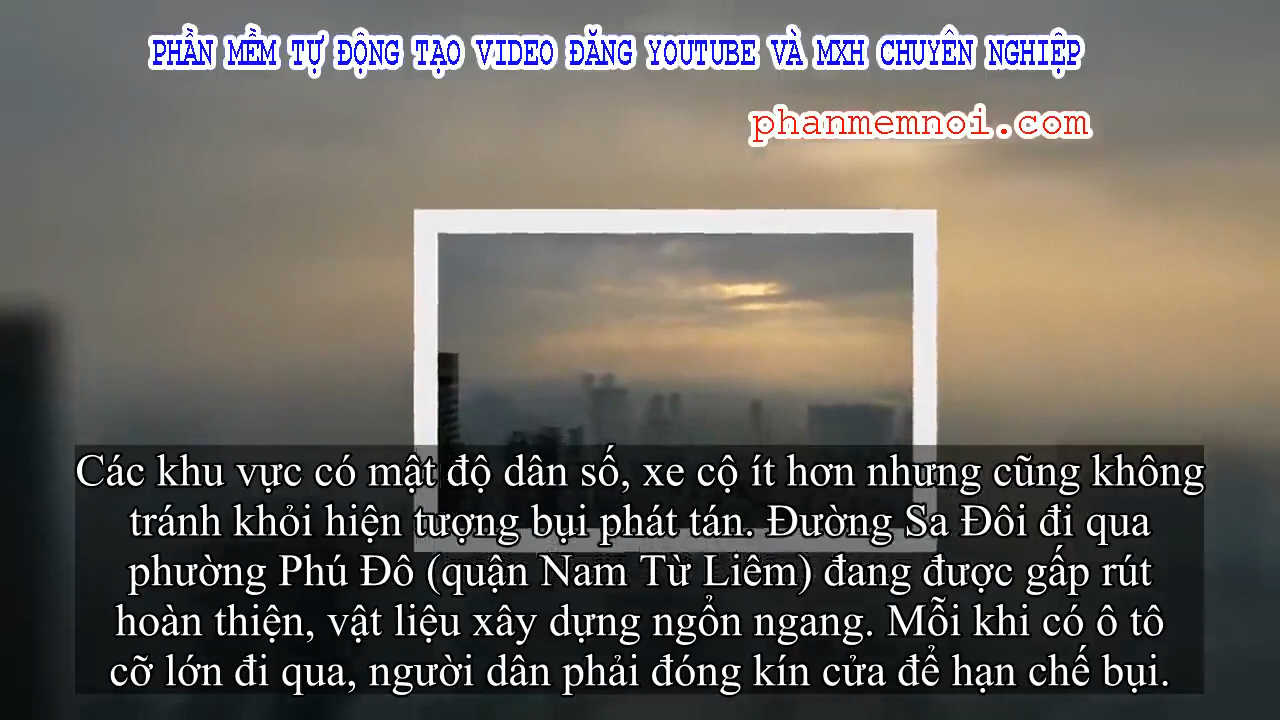 PHẦN MỀM TỰ ĐỘNG TẠO VIDEO ĐĂNG YOUTUBE VÀ MXH CHUYÊN NGHIỆP
phanmemnoi.com
Các khu vực có mật độ dân số, xe cộ ít hơn nhưng cũng không
tránh khỏi hiện tượng bụi phát tán. Đường Sa Đôi đi qua
phường Phú Đô (quận Nam Từ Liêm) đang được gấp rút
hoàn thiện, vật liệu xây dựng ngổn ngang. Mỗi khi có ô tô
cỡ lớn đi qua, người dân phải đóng kín cửa để hạn chế bụi.